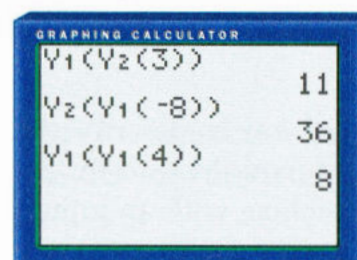 GRAPHING CALCULATOR
Y₁(Y₂(3))
11
Y₂(Y₁(-8))
36
Y₁(Y₁(4))
8